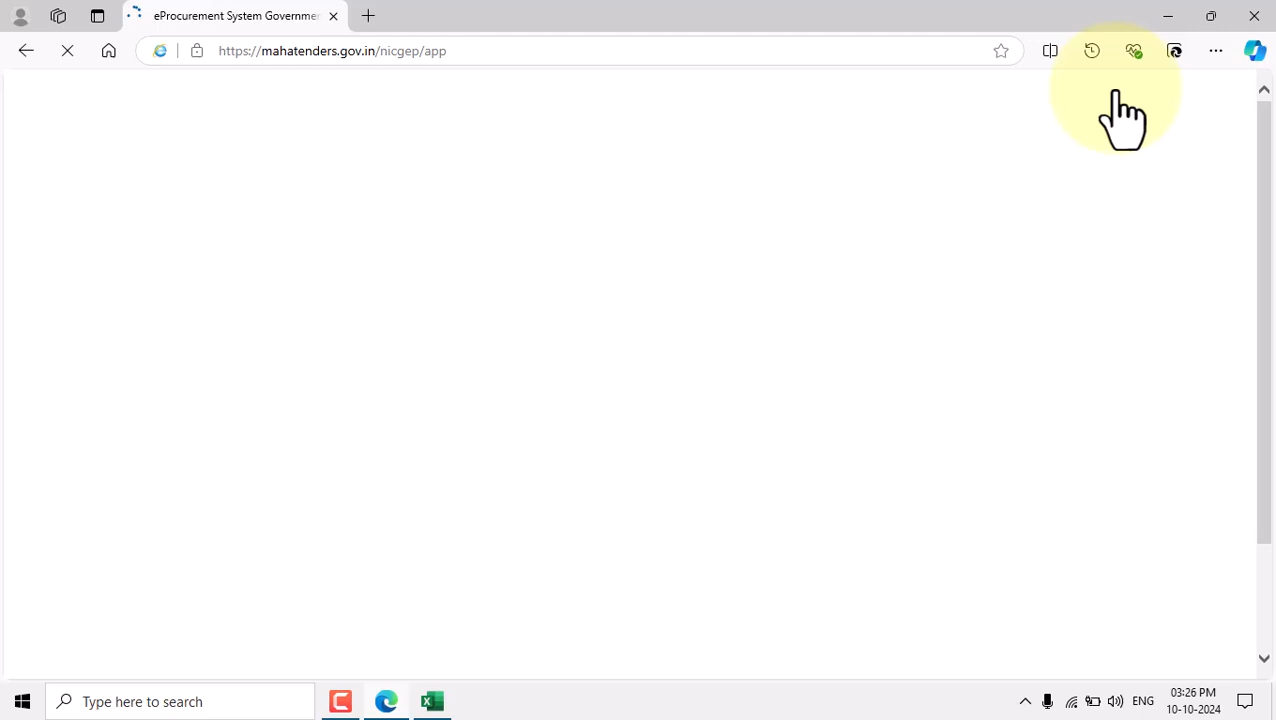 eProcurement System Governme
https://mahatenders.gov.in/nicgep/app
Type here to search
ENG
03:26 PM
10-10-2024